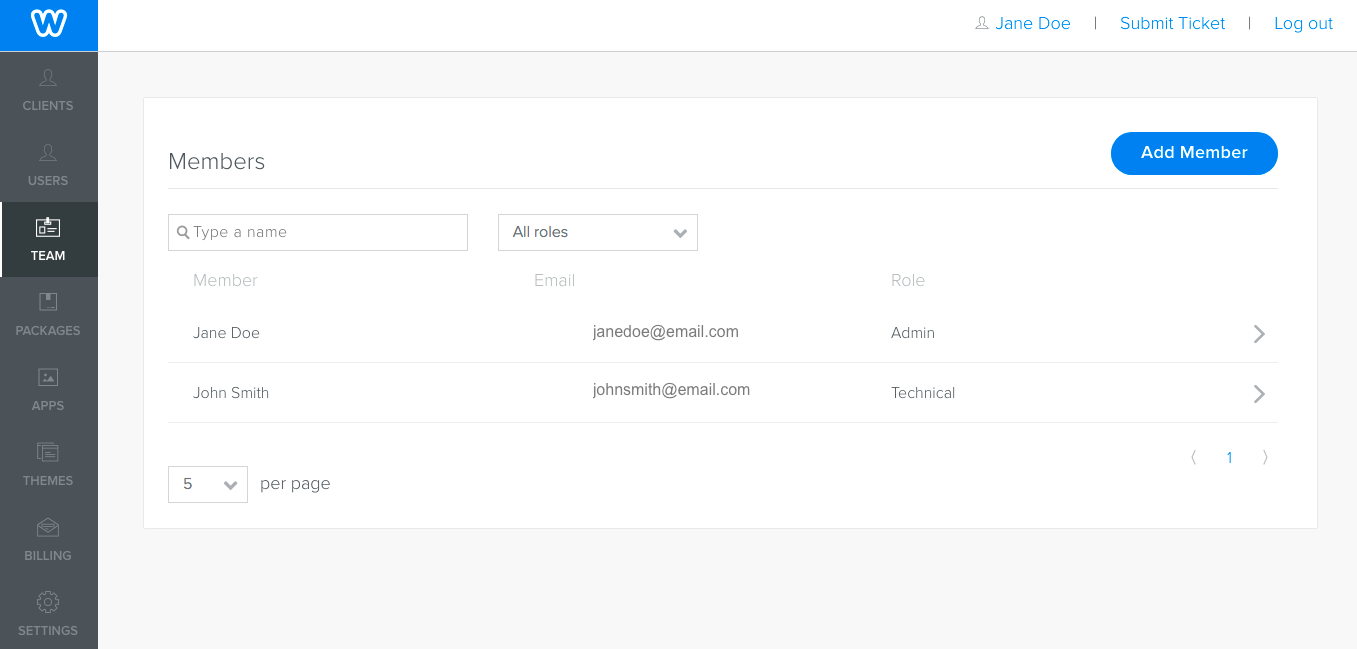 Jane Doe | Submit Ticket | Log out
CLIENTS
USERS
TEAM
PACKAGES
APPS
THEMES
BILLING
SETTINGS
Members
Add Member
Type a name
All roles
Member Email Role
Jane Doe janedoe@email.com Admin
John Smith johnsmith@email.com Technical
1
5 per page